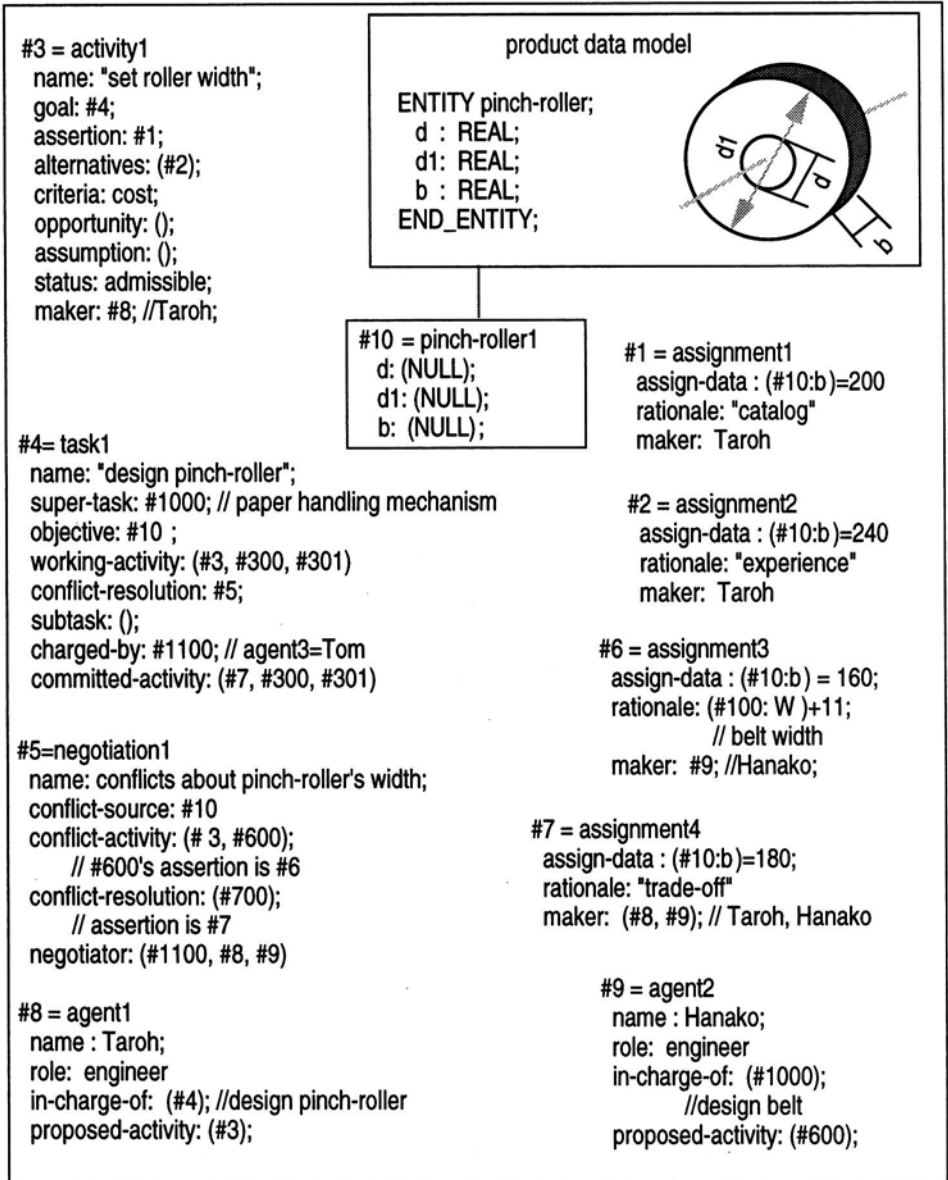 #3 = activity1
name: "set roller width";
goal: #4;
assertion: #1;
alternatives: (#2);
criteria: cost;
opportunity: ();
assumption: ();
status: admissible;
maker: #8; //Taroh;
product data model
ENTITY pinch-roller;
d : REAL;
d1: REAL;
b : REAL;
END_ENTITY;
d1
d
b
#10 = pinch-roller1
d: (NULL);
d1: (NULL);
b: (NULL);
#1 = assignment1
assign-data : (#10:b)=200
rationale: "catalog"
maker: Taroh
#4= task1
name: "design pinch-roller";
super-task: #1000; // paper handling mechanism
objective: #10 ;
working-activity: (#3, #300, #301)
conflict-resolution: #5;
subtask: ();
charged-by: #1100; // agent3=Tom
committed-activity: (#7, #300, #301)
#2 = assignment2
assign-data : (#10:b)=240
rationale: "experience"
maker: Taroh
#6 = assignment3
assign-data : (#10:b) = 160;
rationale: (#100: W )+11;
// belt width
maker: #9; //Hanako;
#5=negotiation1
name: conflicts about pinch-roller's width;
conflict-source: #10
conflict-activity: (# 3, #600);
// #600's assertion is #6
conflict-resolution: (#700);
// assertion is #7
negotiator: (#1100, #8, #9)
#7 = assignment4
assign-data : (#10:b)=180;
rationale: "trade-off"
maker: (#8, #9); // Taroh, Hanako
#8 = agent1
name : Taroh;
role: engineer
in-charge-of: (#4); //design pinch-roller
proposed-activity: (#3);
#9 = agent2
name : Hanako;
role: engineer
in-charge-of: (#1000);
//design belt
proposed-activity: (#600);